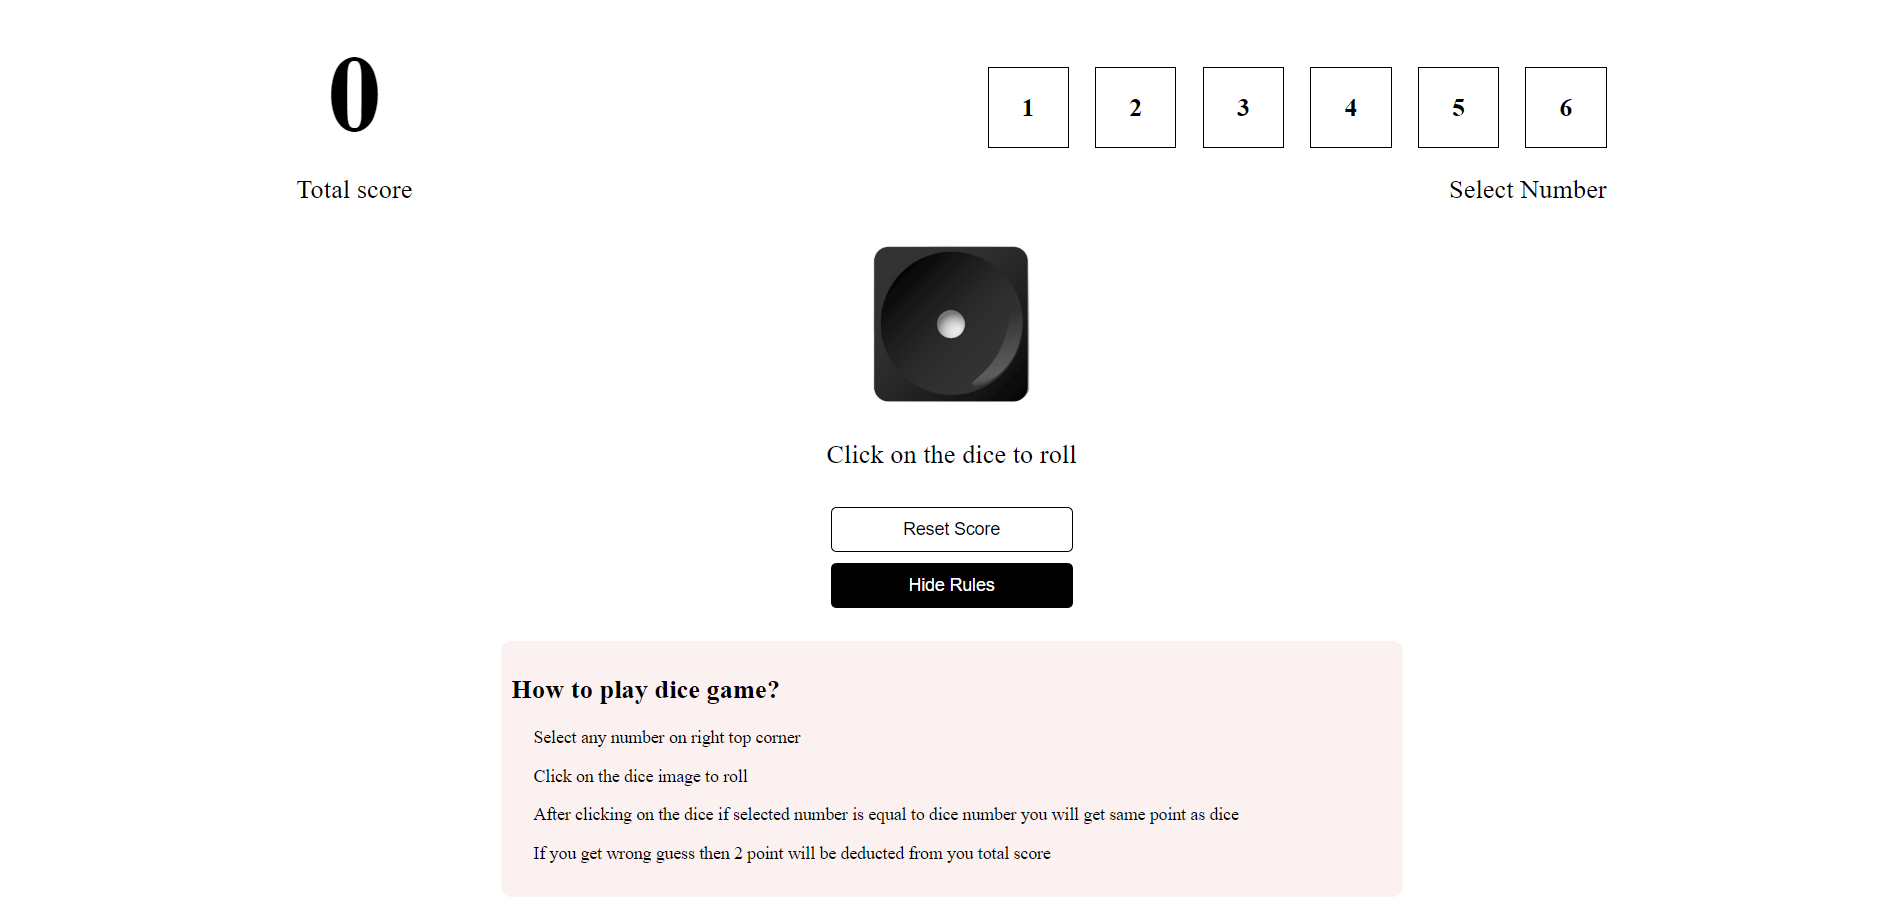 0
1 2 3 4 5 6
Total score
Select Number
Click on the dice to roll
Reset Score
Hide Rules
How to play dice game?
Select any number on right top corner
Click on the dice image to roll
After clicking on the dice if selected number is equal to dice number you will get same point as dice
If you get wrong guess then 2 point will be deducted from you total score